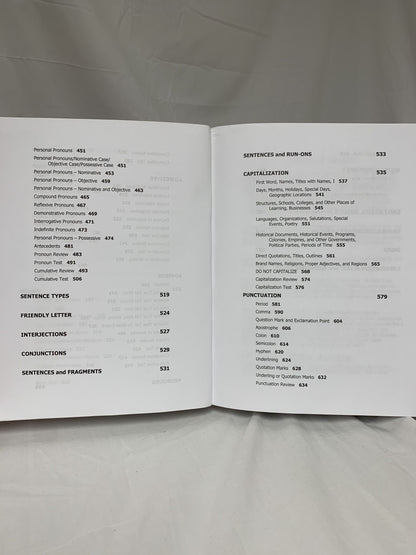 Personal Pronouns 451
Personal Pronouns/Nominative Case/
Objective Case/Possessive Case 451
Personal Pronouns – Nominative 453
Personal Pronouns – Objective 459
Personal Pronouns – Nominative and Objective 463
Compound Pronouns 465
Reflexive Pronouns 467
Demonstrative Pronouns 469
Interrogative Pronouns 471
Indefinite Pronouns 473
Personal Pronouns – Possessive 474
Antecedents 481
Pronoun Review 483
Pronoun Test 491
Cumulative Review 493
Cumulative Test 506
SENTENCE TYPES 519
FRIENDLY LETTER 524
INTERJECTIONS 527
CONJUNCTIONS 529
SENTENCES and FRAGMENTS 531
SENTENCES and RUN-ONS 533
CAPITALIZATION 535
First Word, Names, Titles with Names, I 537
Days, Months, Holidays, Special Days,
Geographic Locations 541
Structures, Schools, Colleges, and Other Places of
Learning, Businesses 545
Languages, Organizations, Salutations, Special
Events, Poetry 551
Historical Documents, Historical Events, Programs,
Colonies, Empires, and Other Governments,
Political Parties, Periods of Time 555
Direct Quotations, Titles, Outlines 561
Brand Names, Religions, Proper Adjectives, and Regions 565
DO NOT CAPITALIZE 568
Capitalization Review 574
Capitalization Test 576
PUNCTUATION 579
Period 581
Comma 590
Question Mark and Exclamation Point 604
Apostrophe 606
Colon 610
Semicolon 614
Hyphen 620
Underlining 624
Quotation Marks 628
Underling or Quotation Marks 632
Punctuation Review 634